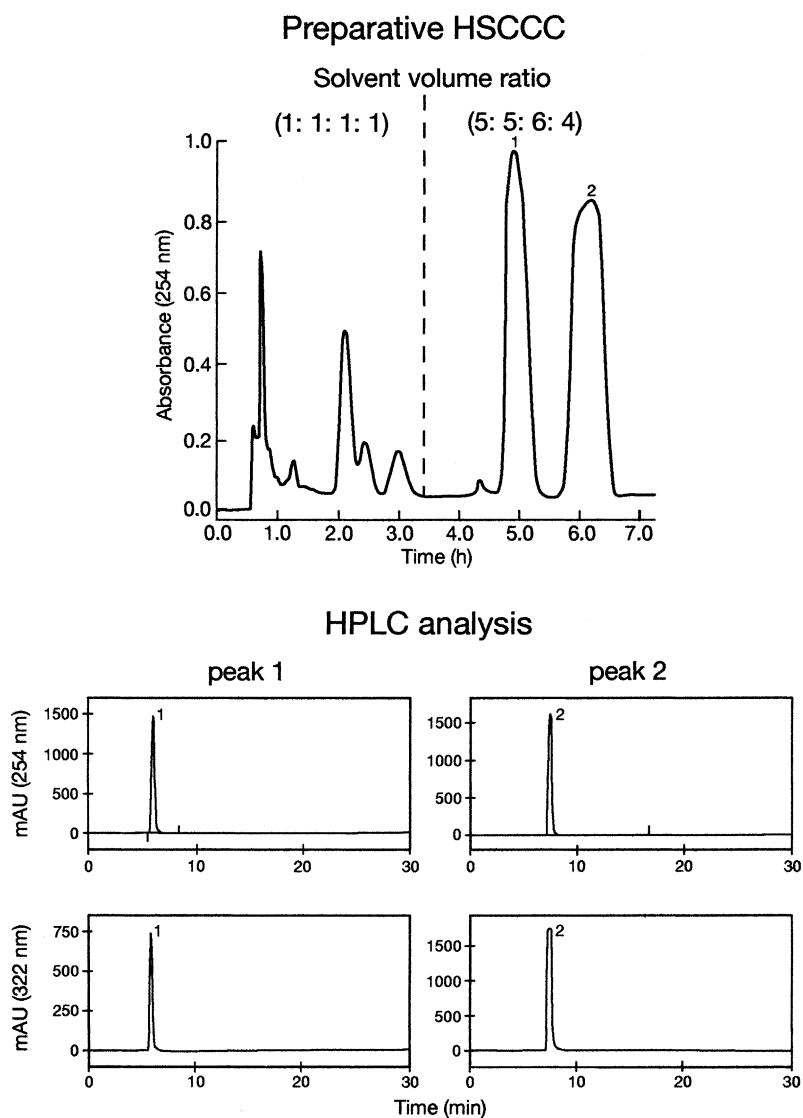 Preparative HSCCC
Solvent volume ratio
(1: 1: 1: 1) (5: 5: 6: 4)
1.0
0.8
0.6
0.4
0.2
0.0
Absorbance (254 nm)
1
2
0.0 1.0 2.0 3.0 4.0 5.0 6.0 7.0
Time (h)
HPLC analysis
peak 1
mAU (254 nm)
1500
1000
500
0
1
0 10 20 30
peak 2
1500
1000
500
0
2
0 10 20 30
mAU (322 nm)
750
500
250
0
1
0 10 20 30
1500
1000
500
0
2
0 10 20 30
Time (min)